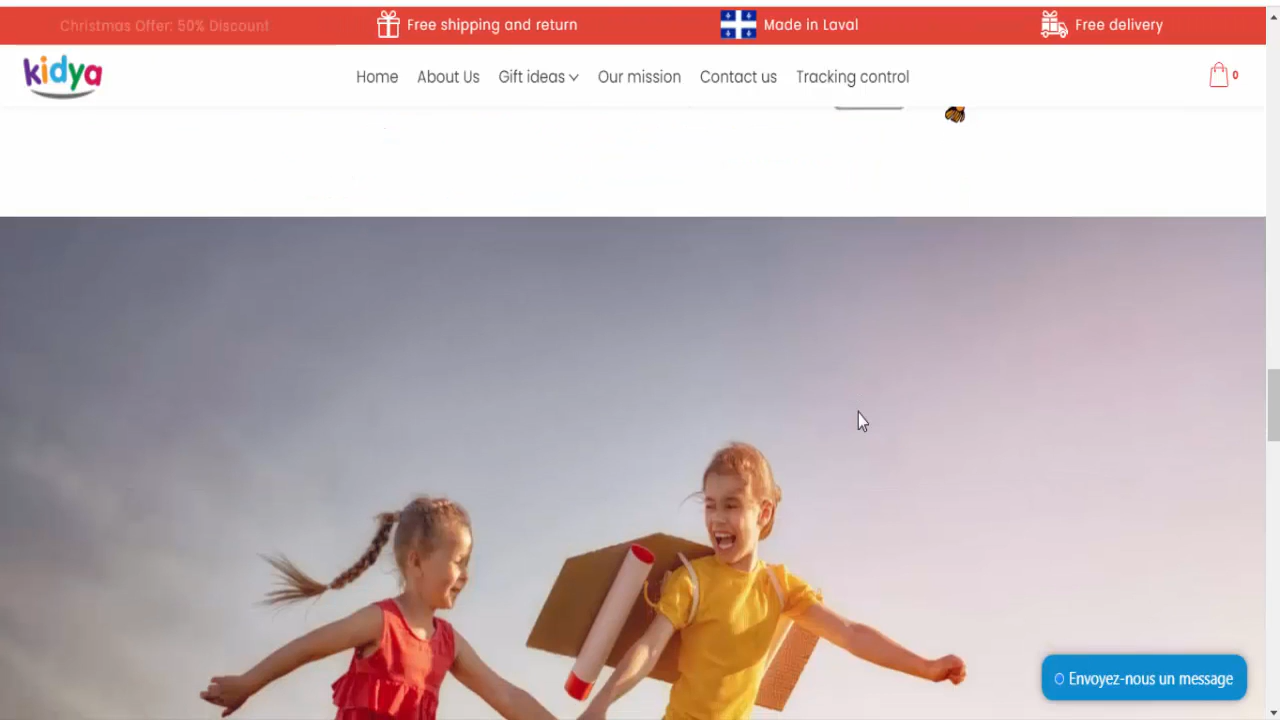 Christmas Offer: 50% Discount
Free shipping and return
Made in Laval
Free delivery
kidya
Home
About Us
Gift ideas
Our mission
Contact us
Tracking control
0
Envoyez-nous un message